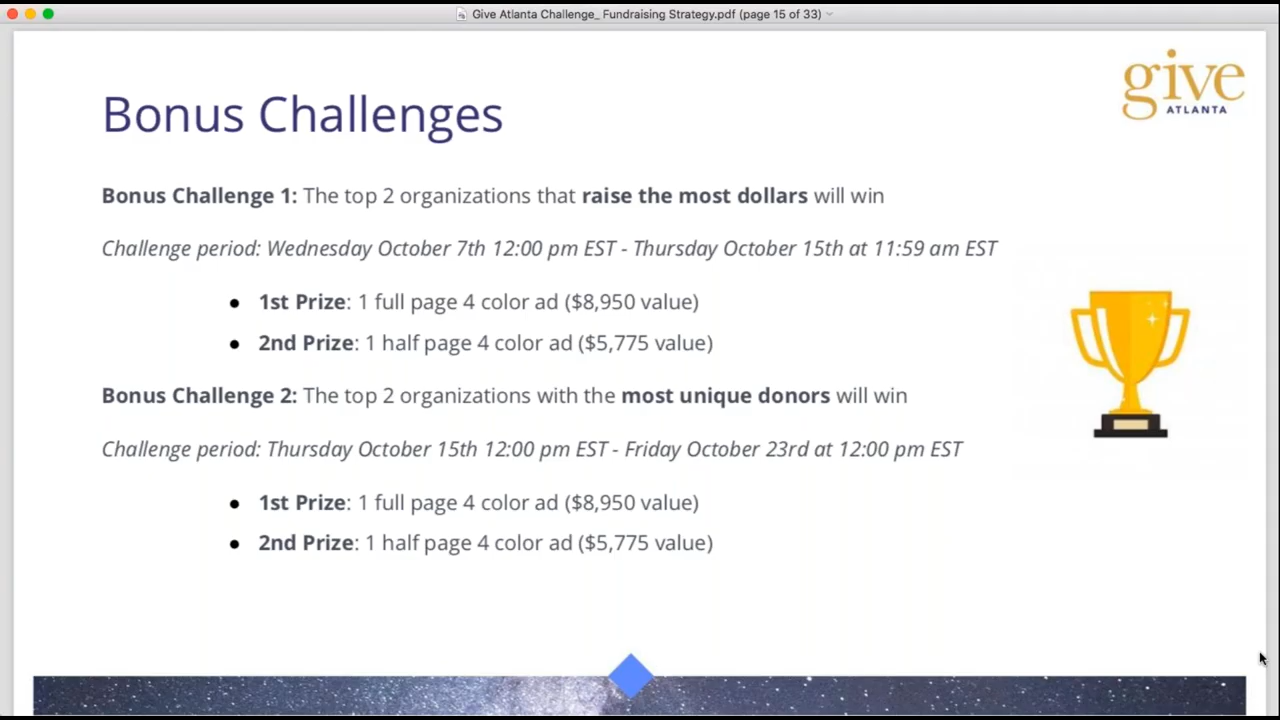 Give Atlanta Challenge_ Fundraising Strategy.pdf (page 15 of 33)
give
ATLANTA
Bonus Challenges
Bonus Challenge 1: The top 2 organizations that raise the most dollars will win
Challenge period: Wednesday October 7th 12:00 pm EST - Thursday October 15th at 11:59 am EST
● 1st Prize: 1 full page 4 color ad ($8,950 value)
● 2nd Prize: 1 half page 4 color ad ($5,775 value)
Bonus Challenge 2: The top 2 organizations with the most unique donors will win
Challenge period: Thursday October 15th 12:00 pm EST - Friday October 23rd at 12:00 pm EST
● 1st Prize: 1 full page 4 color ad ($8,950 value)
● 2nd Prize: 1 half page 4 color ad ($5,775 value)